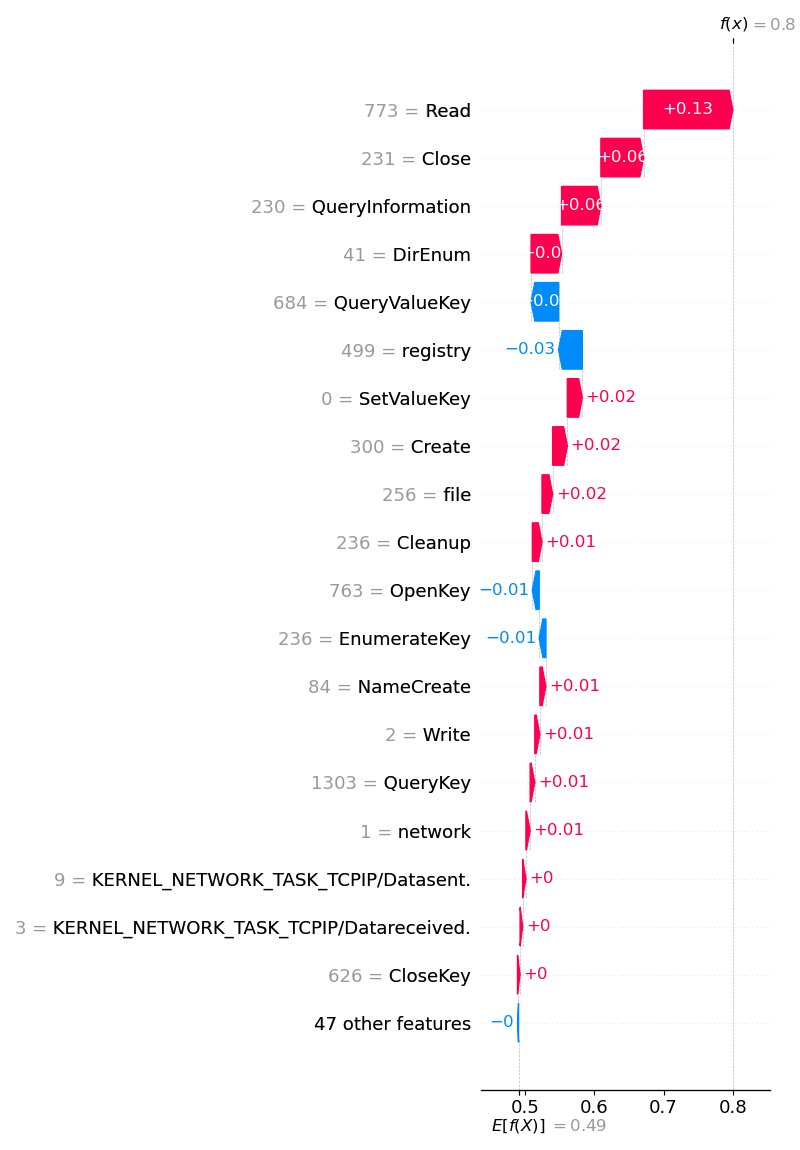 f(x) = 0.8
773 = Read +0.13
231 = Close +0.06
230 = QueryInformation +0.06
41 = DirEnum
684 = QueryValueKey
499 = registry −0.03
0 = SetValueKey +0.02
300 = Create +0.02
256 = file +0.02
236 = Cleanup +0.01
763 = OpenKey −0.01
236 = EnumerateKey −0.01
84 = NameCreate +0.01
2 = Write +0.01
1303 = QueryKey +0.01
1 = network +0.01
9 = KERNEL_NETWORK_TASK_TCPIP/Datasent. +0
3 = KERNEL_NETWORK_TASK_TCPIP/Datareceived. +0
626 = CloseKey +0
47 other features −0
0.5 0.6 0.7 0.8
E[f(X)] = 0.49